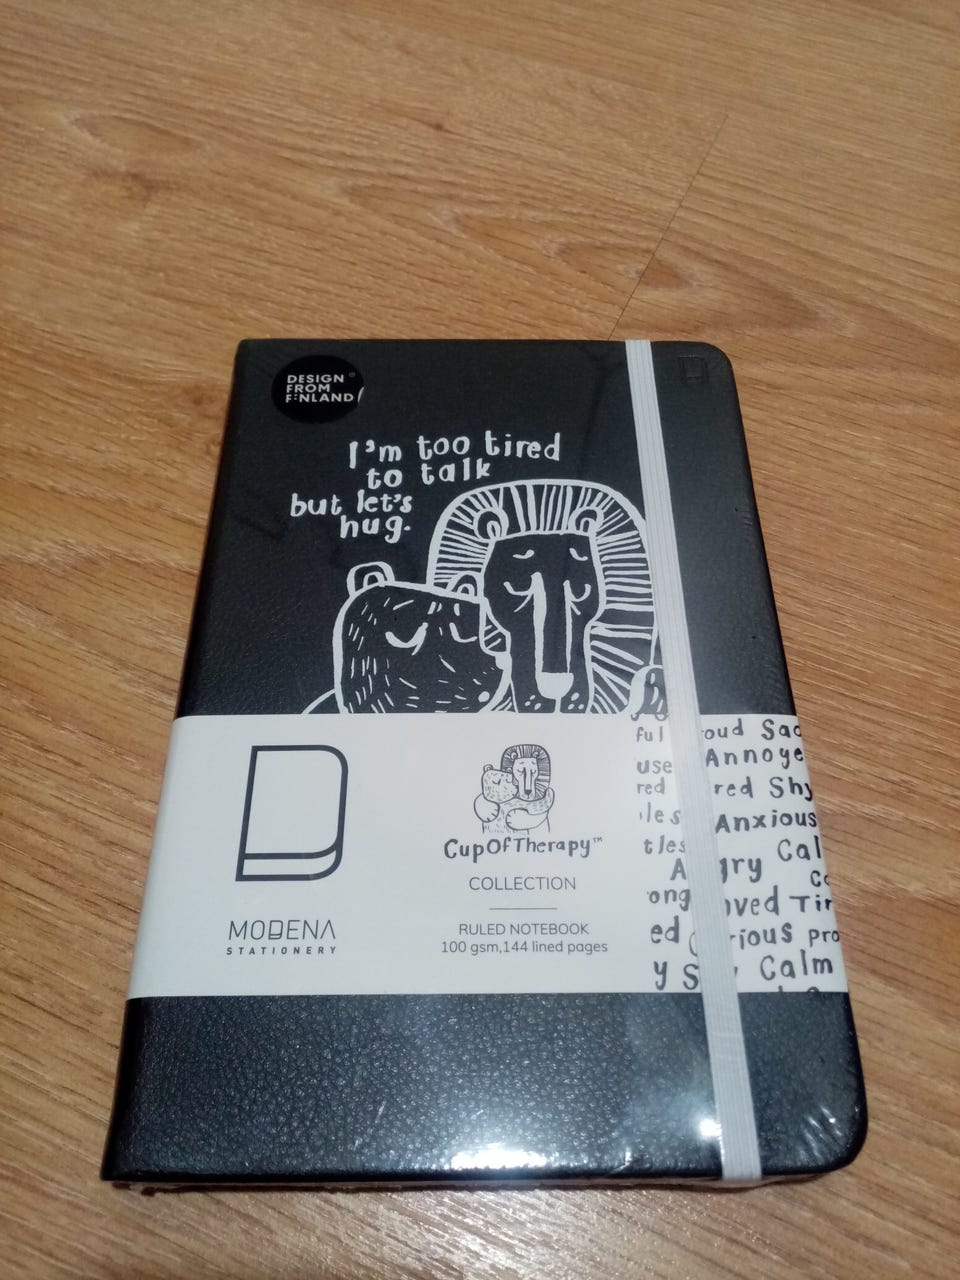 DESIGN
FROM
FINLAND
I'm too tired
to talk
but let's
hug.
MODENA
STATIONERY
CupOfTherapy™
COLLECTION
RULED NOTEBOOK
100 gsm,144 lined pages
Annoye
Shy
Anxious
Calm